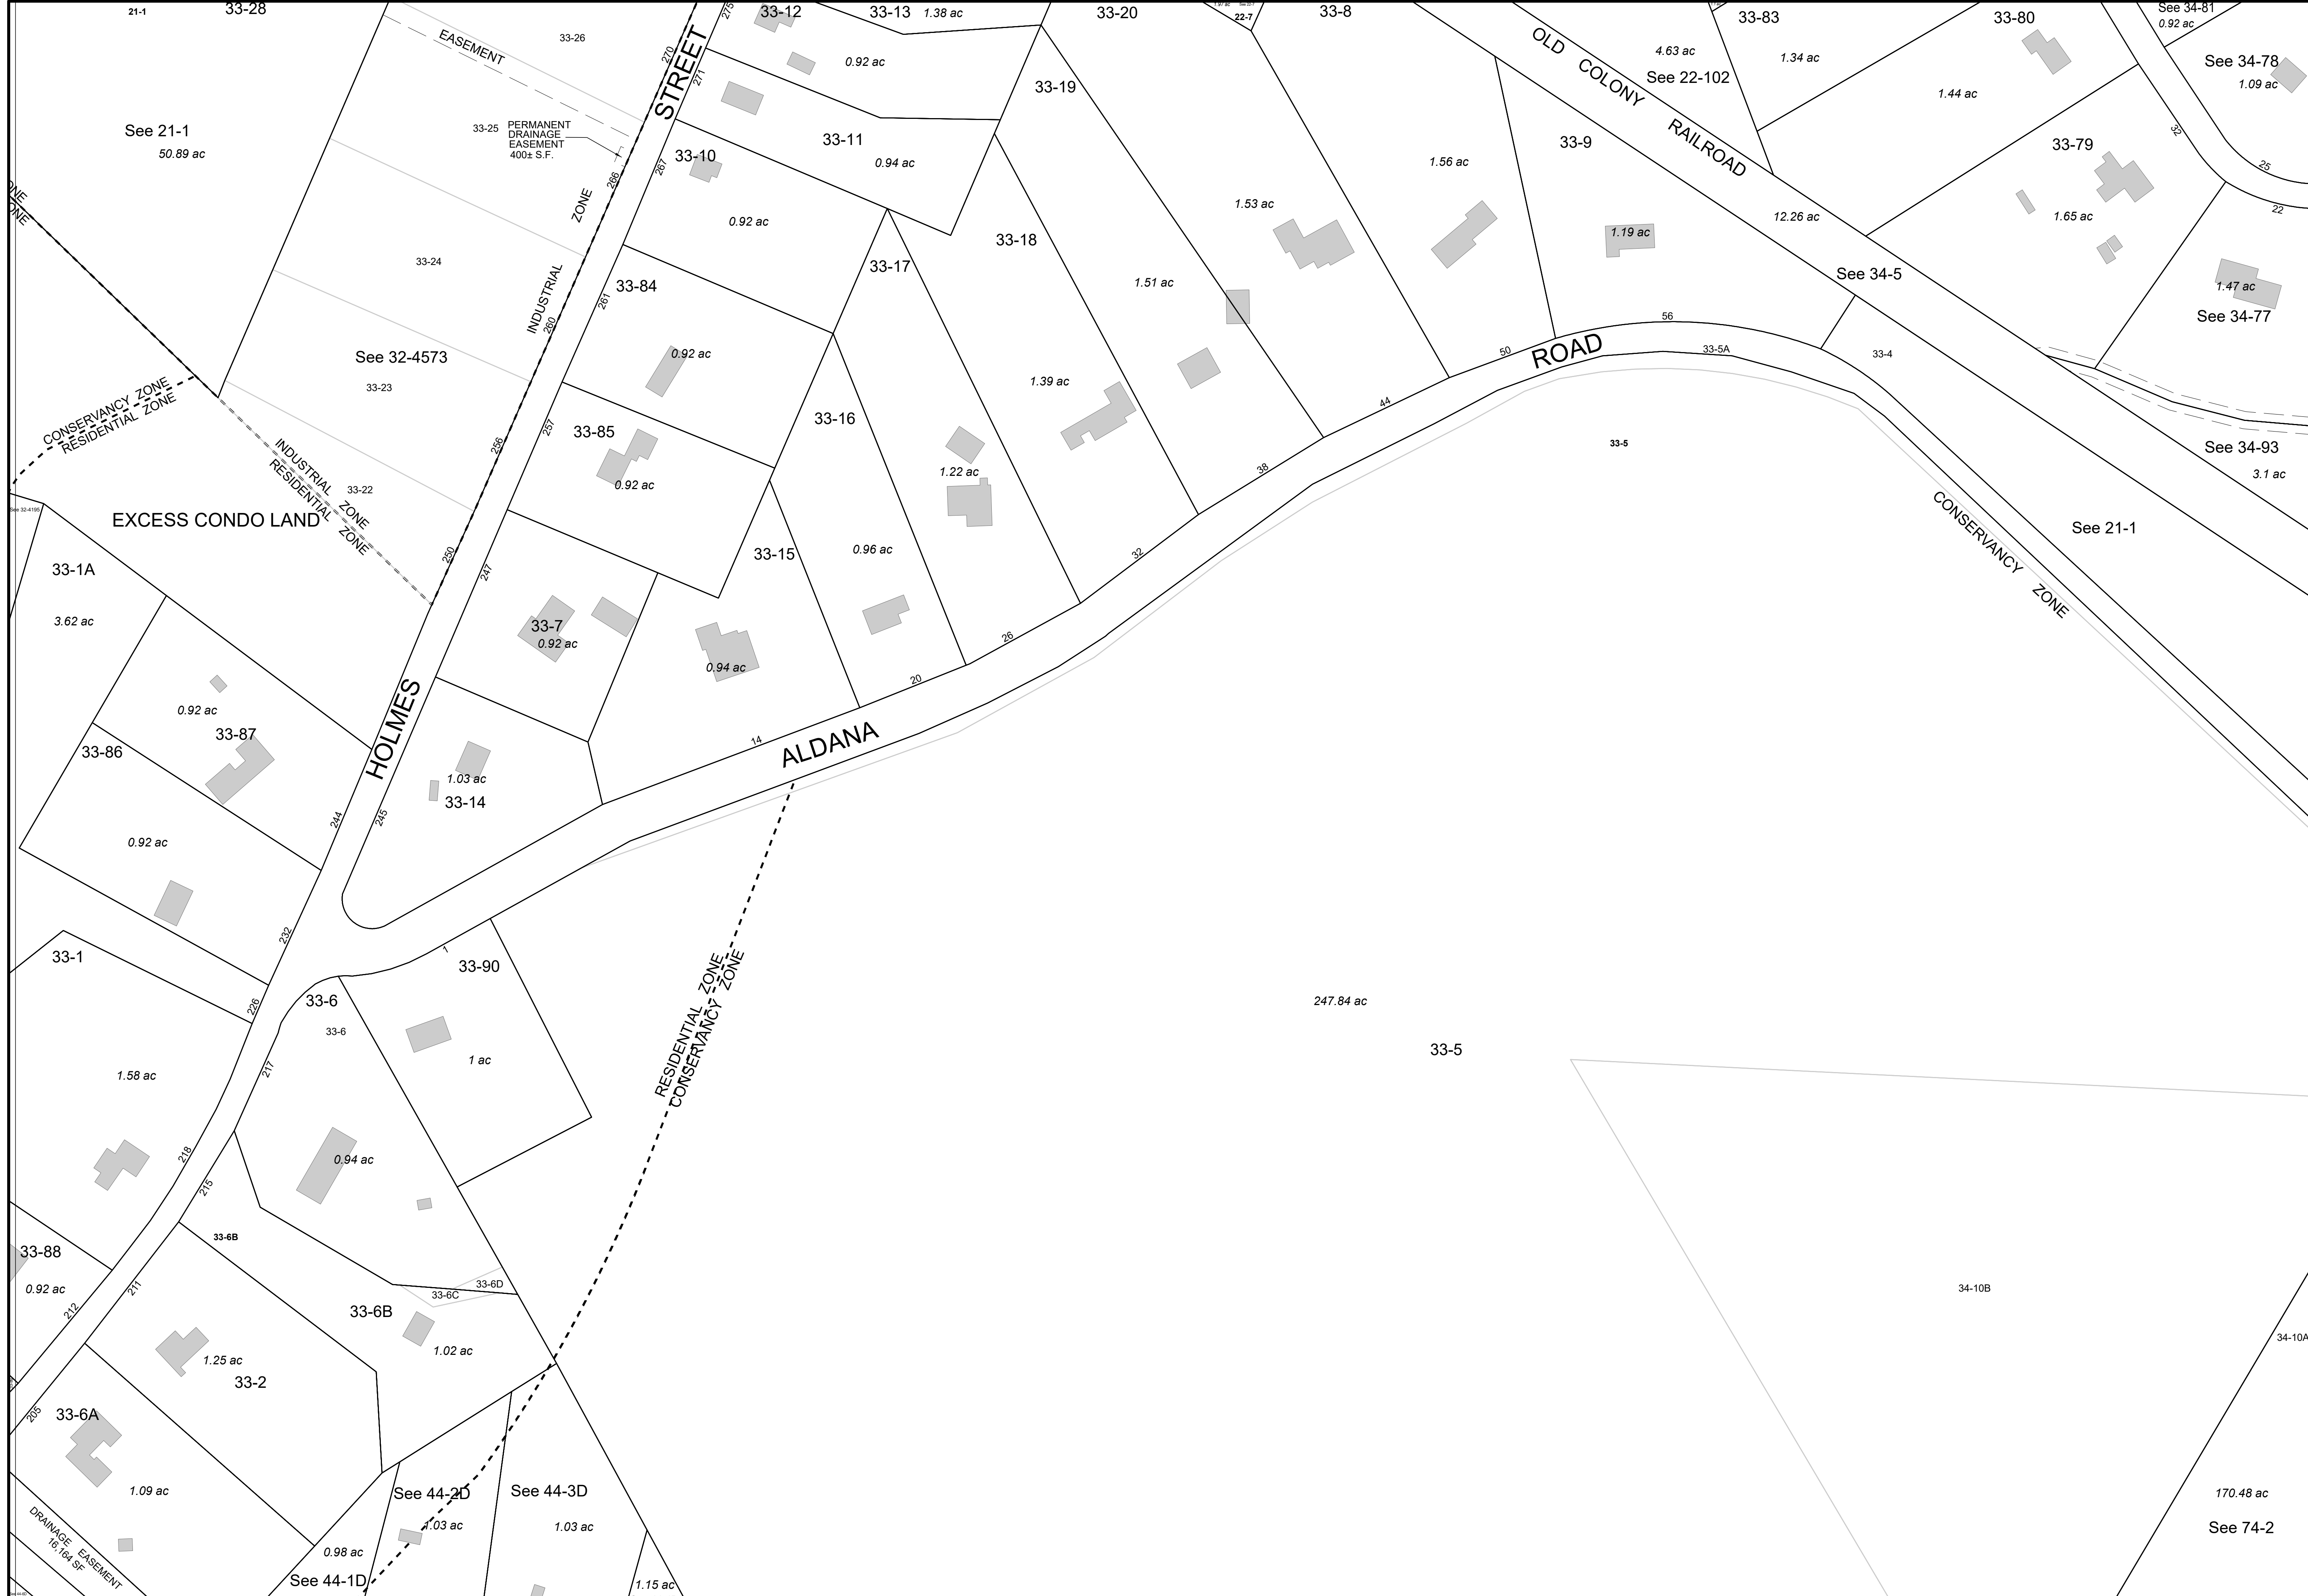 21-1
33-28
275
33-12
33-13
1.38 ac
33-20
22-7
33-8
33-83
33-80
See 34-81
0.92 ac
EASEMENT
33-26
270
STREET
271
0.92 ac
33-19
OLD COLONY RAILROAD
4.63 ac
See 22-102
1.34 ac
1.44 ac
See 34-78
1.09 ac
See 21-1
50.89 ac
33-25
PERMANENT
DRAINAGE
EASEMENT
400± S.F.
266
267
33-10
33-11
0.94 ac
1.56 ac
33-9
33-79
32
25
22
ZONE
ZONE
INDUSTRIAL ZONE
0.92 ac
33-18
1.53 ac
1.19 ac
12.26 ac
1.65 ac
33-24
33-84
261
260
33-17
1.51 ac
See 34-5
1.47 ac
See 34-77
See 32-4573
33-23
0.92 ac
56
50
ROAD
33-5A
33-4
CONSERVANCY ZONE
RESIDENTIAL ZONE
1.39 ac
44
33-16
33-85
257
256
0.92 ac
33-5
See 34-93
3.1 ac
INDUSTRIAL ZONE
RESIDENTIAL ZONE
33-22
1.22 ac
38
See 32-4195
EXCESS CONDO LAND
CONSERVANCY ZONE
See 21-1
250
247
33-15
0.96 ac
32
33-1A
3.62 ac
33-7
0.92 ac
26
0.94 ac
20
0.92 ac
33-87
33-86
HOLMES
14
ALDANA
1.03 ac
33-14
244
245
0.92 ac
232
33-1
1
33-90
RESIDENTIAL ZONE
CONSERVANCY ZONE
226
33-6
33-6
247.84 ac
33-5
1 ac
217
1.58 ac
218
0.94 ac
215
33-6B
33-88
0.92 ac
211
212
33-6D
33-6C
34-10B
33-6B
34-10A
1.02 ac
1.25 ac
33-2
205
33-6A
1.09 ac
See 44-2D
See 44-3D
170.48 ac
1.03 ac
1.03 ac
See 74-2
DRAINAGE EASEMENT
16,164 SF
0.98 ac
See 44-1D
1.15 ac